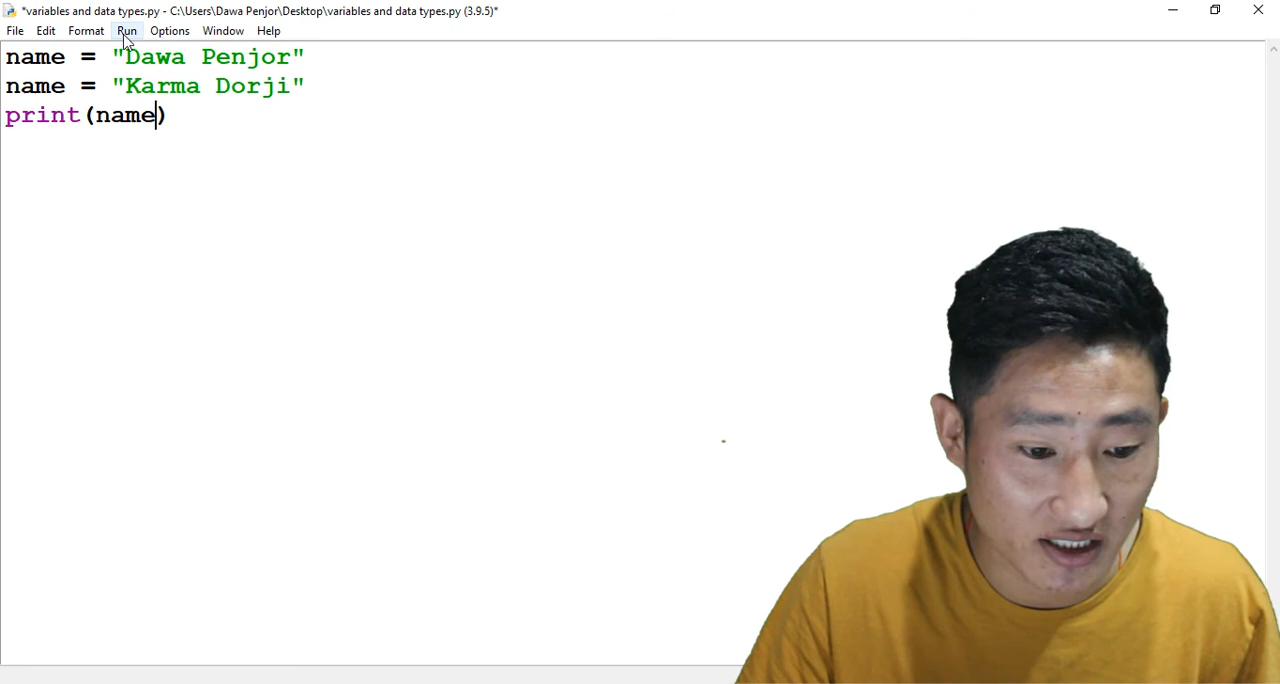 *variables and data types.py - C:\Users\Dawa Penjor\Desktop\variables and data types.py (3.9.5)*
File Edit Format Run Options Window Help
name = "Dawa Penjor"
name = "Karma Dorji"
print(name)